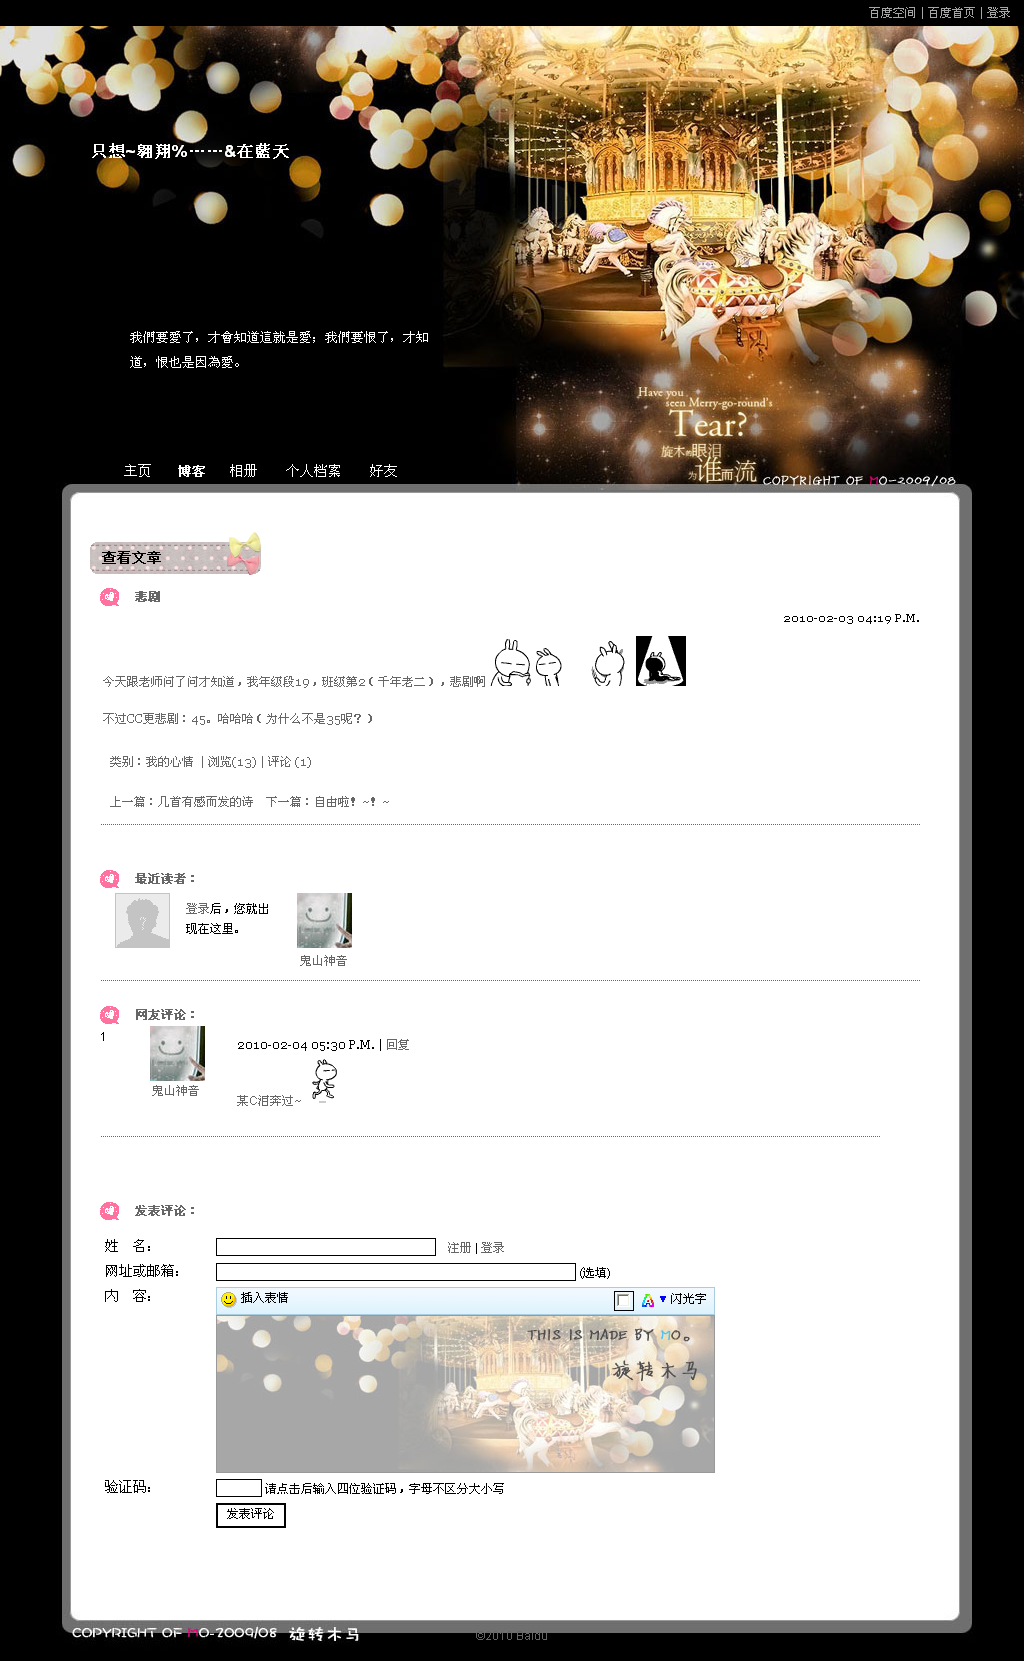 百度空间 | 百度首页 | 登录
只想~翱翔%……&在藍天
我們要愛了，才會知道這就是愛；我們要恨了，才知
道，恨也是因為愛。
Have you
seen Merry-go-round's
Tear?
旋木的眼泪
为谁而流
主页 博客 相册 个人档案 好友
COPYRIGHT OF MO-2009/08
查看文章
悲剧
2010-02-03 04:19 P.M.
今天跟老师问了问才知道，我年级段19，班级第2（千年老二），悲剧啊
不过CC更悲剧：45。哈哈哈（为什么不是35呢？）
类别：我的心情 | 浏览(13) | 评论 (1)
上一篇：几首有感而发的诗 下一篇：自由啦！~！~
最近读者：
登录后，您就出
现在这里。
鬼山神音
网友评论：
1
2010-02-04 05:30 P.M. | 回复
鬼山神音
某C泪奔过~
发表评论：
姓 名： 注册 | 登录
网址或邮箱： (选填)
内 容： 插入表情 闪光字
THIS IS MADE BY MO。
旋转木马
验证码： 请点击后输入四位验证码，字母不区分大小写
发表评论
COPYRIGHT OF MO-2009/08 旋转木马
©2010 Baidu